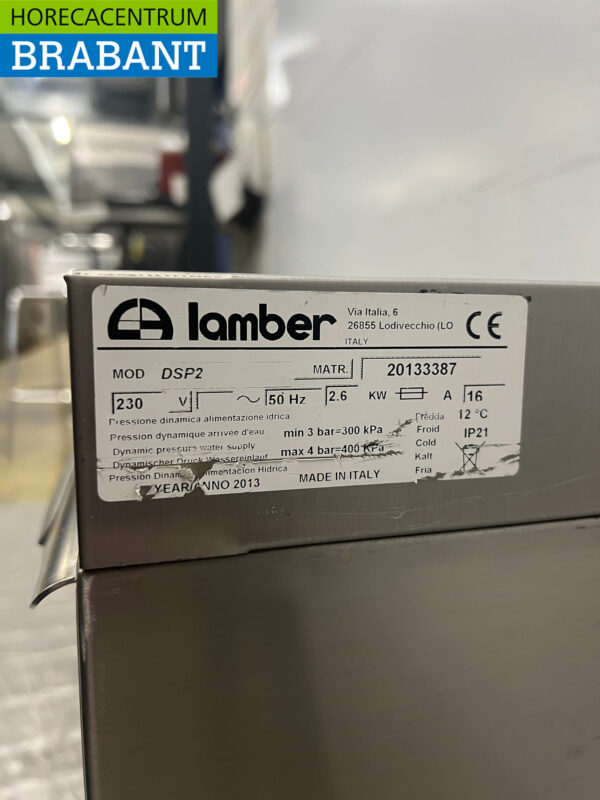 HORECACENTRUM
BRABANT
lamber
Via Italia, 6
26855 Lodivecchio (LO
ITALY
CE
MOD DSP2 MATR. 20133387
230 V ~ 50 Hz 2.6 KW A 16
Pressione dinamica alimentazione idrica
Pression dynamique arrivée d'eau min 3 bar=300 kPa
Dynamic pressure water supply max 4 bar=400 KPa
Dynamischer Druck Wassereinlauf
Pression Dinam alimentacion Hidrica
Fredda 12 °C
Froid IP21
Cold
Kalt
Fria
YEAR/ANNO 2013 MADE IN ITALY